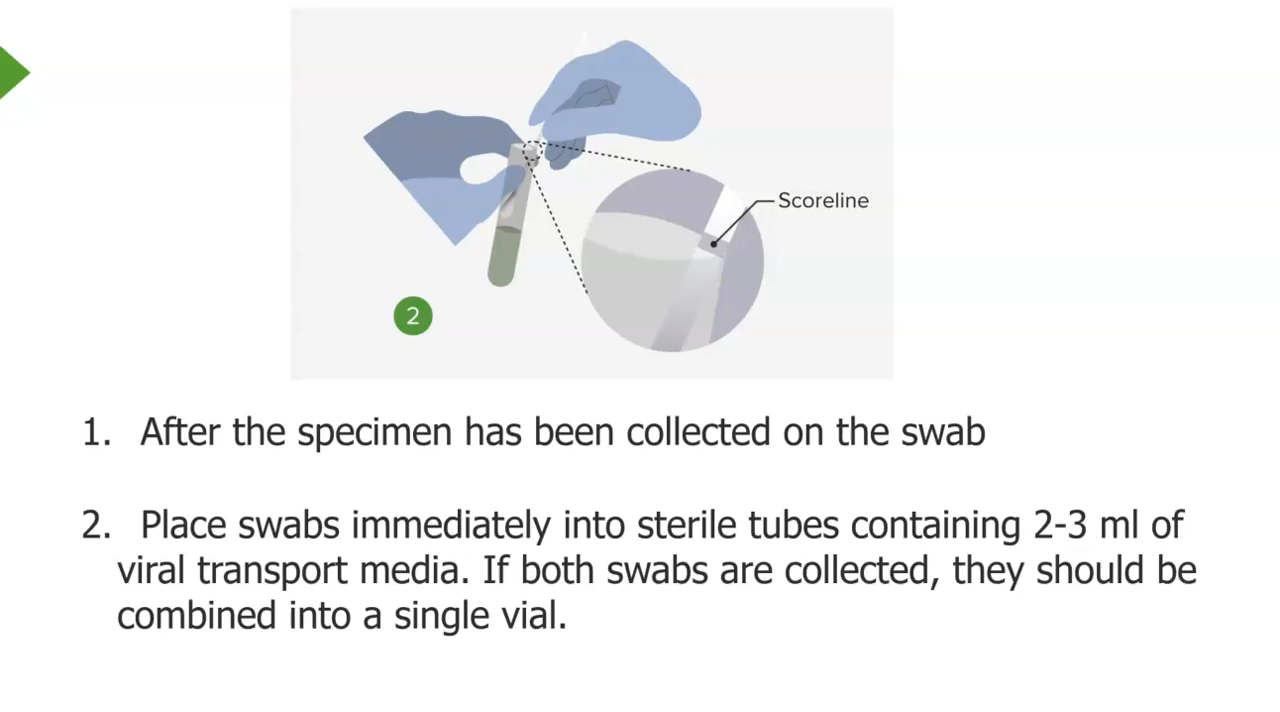 Scoreline
2
1. After the specimen has been collected on the swab
2. Place swabs immediately into sterile tubes containing 2-3 ml of
viral transport media. If both swabs are collected, they should be
combined into a single vial.